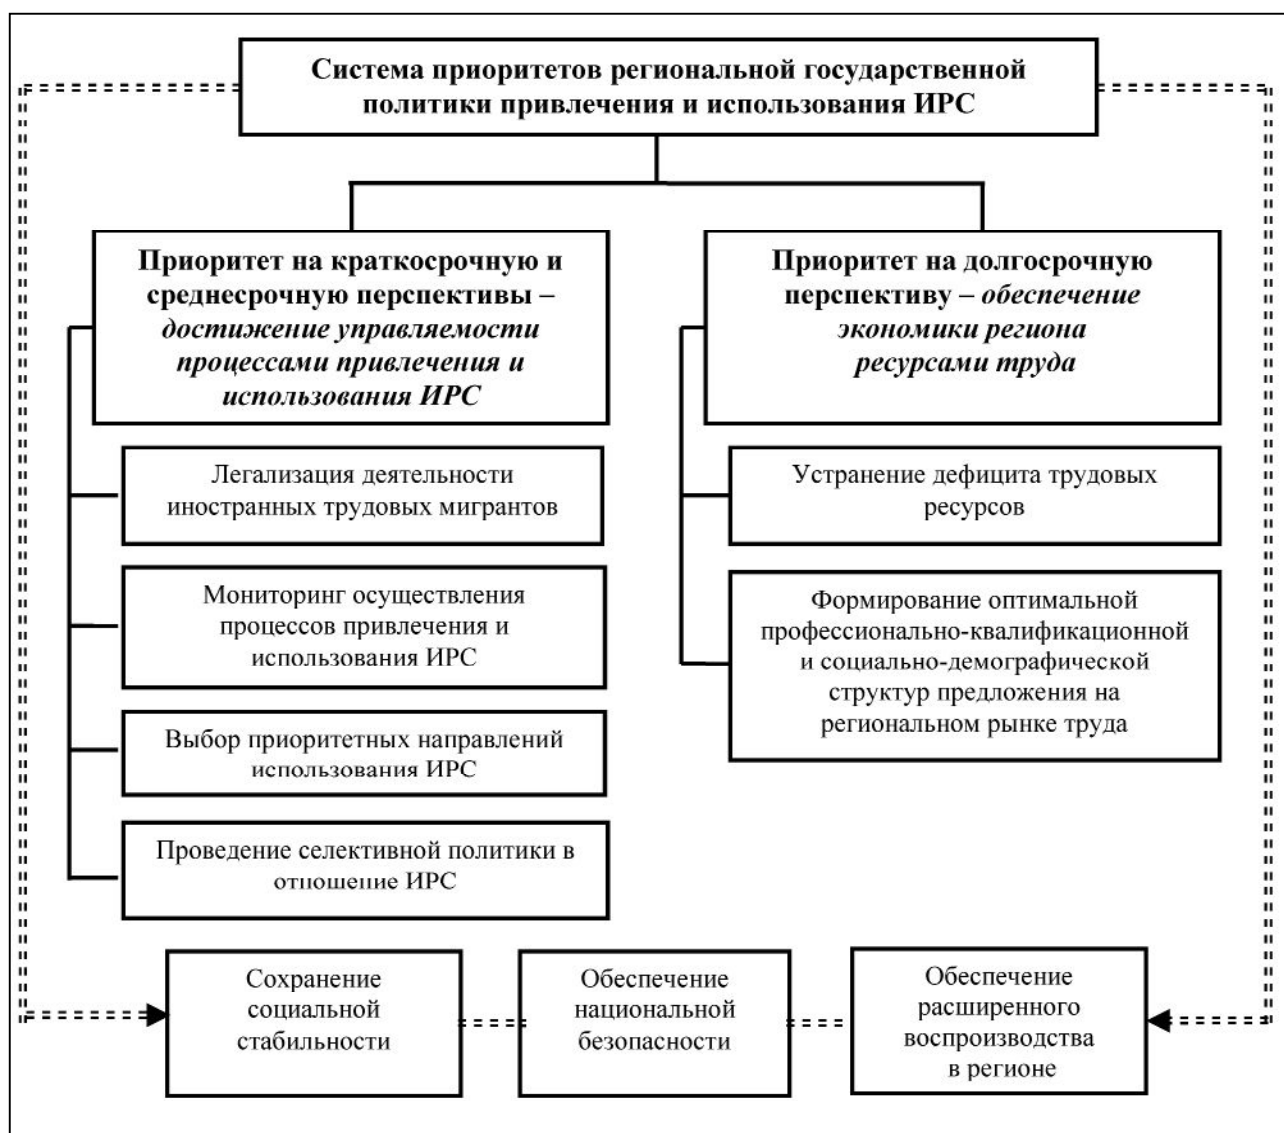 Система приоритетов региональной государственной
политики привлечения и использования ИРС
Приоритет на краткосрочную и
среднесрочную перспективы –
достижение управляемости
процессами привлечения и
использования ИРС
Легализация деятельности
иностранных трудовых мигрантов
Мониторинг осуществления
процессов привлечения и
использования ИРС
Выбор приоритетных направлений
использования ИРС
Проведение селективной политики в
отношение ИРС
Приоритет на долгосрочную
перспективу – обеспечение
экономики региона
ресурсами труда
Устранение дефицита трудовых
ресурсов
Формирование оптимальной
профессионально-квалификационной
и социально-демографической
структур предложения на
региональном рынке труда
Сохранение
социальной
стабильности
Обеспечение
национальной
безопасности
Обеспечение
расширенного
воспроизводства
в регионе